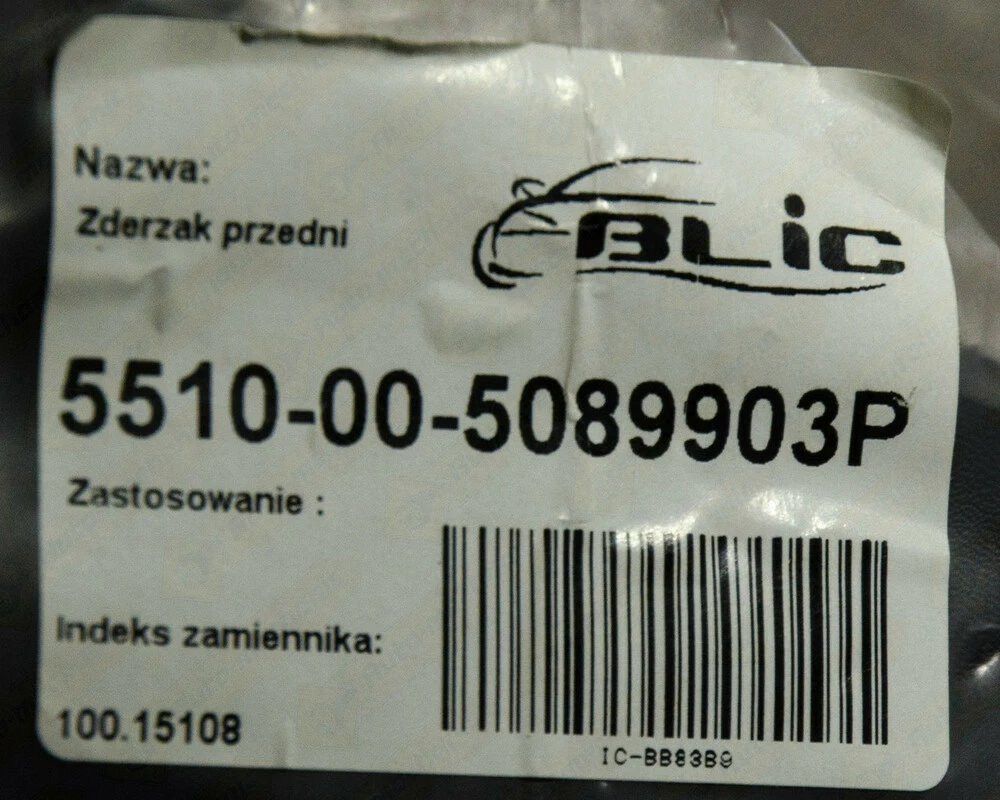 Nazwa:
Zderzak przedni
BLiC
5510-00-5089903P
Zastosowanie :
Indeks zamiennika:
100.15108
IC-BB83B9